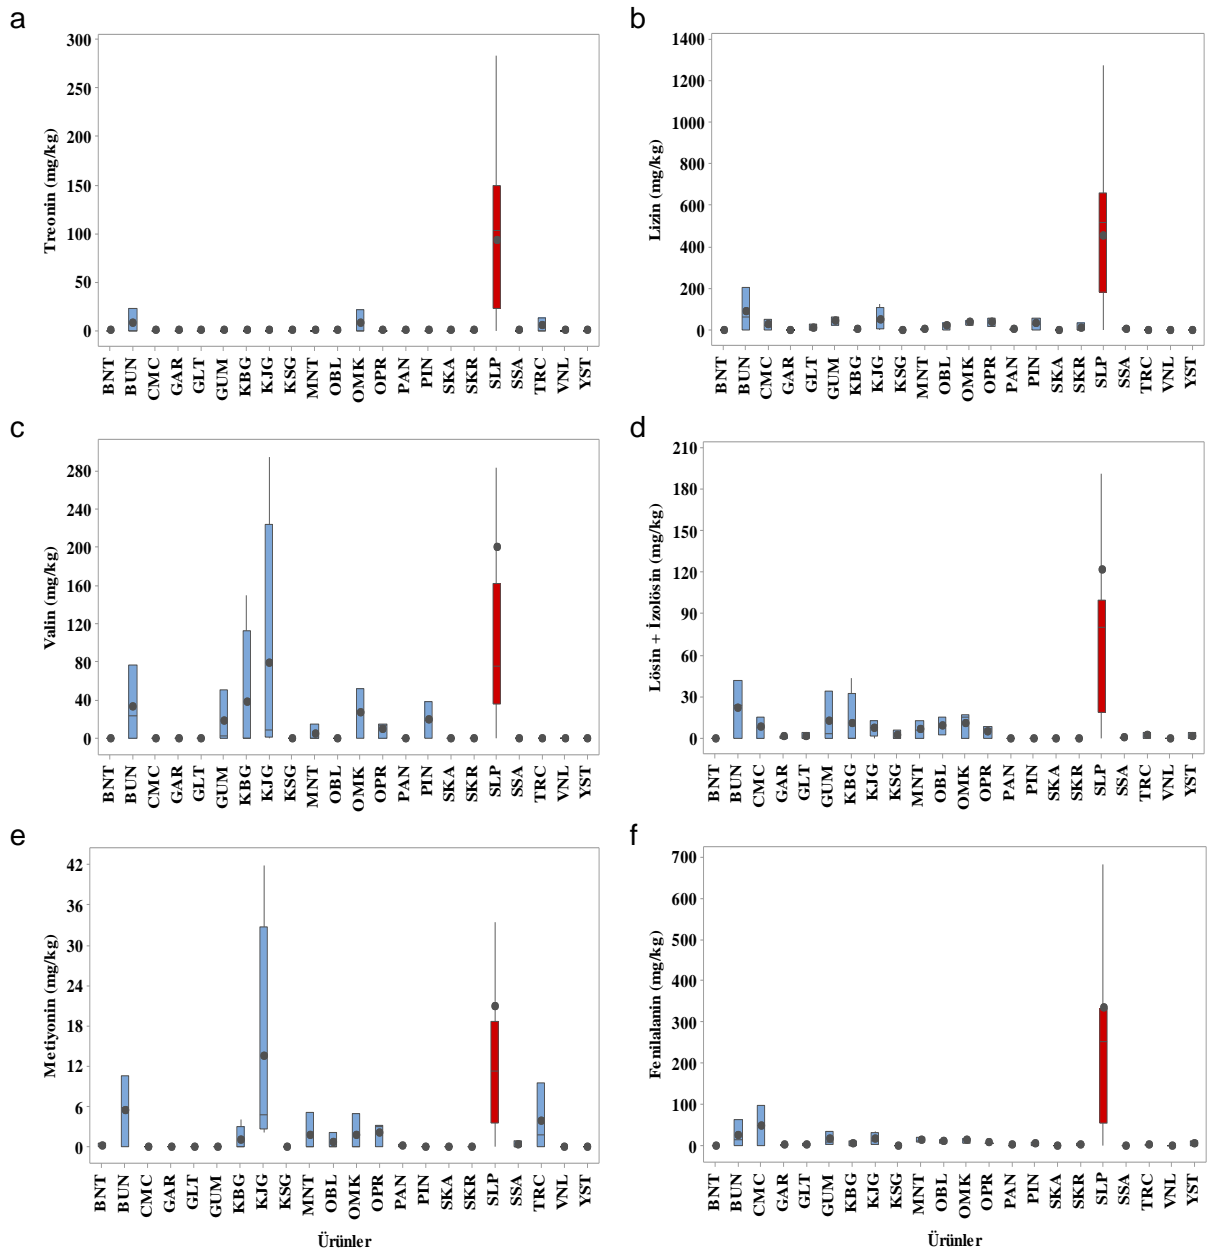 a
Treonin (mg/kg)
300
250
200
150
100
50
0
BNT BUN CMC GAR GLT GUM KBG KJG KSG MNT OBL OMK OPR PAN PIN SKA SKR SLP SSA TRC VNL YST
b
Lizin (mg/kg)
1400
1200
1000
800
600
400
200
0
BNT BUN CMC GAR GLT GUM KBG KJG KSG MNT OBL OMK OPR PAN PIN SKA SKR SLP SSA TRC VNL YST
c
Valin (mg/kg)
280
240
200
160
120
80
40
0
BNT BUN CMC GAR GLT GUM KBG KJG KSG MNT OBL OMK OPR PAN PIN SKA SKR SLP SSA TRC VNL YST
d
Lösin + İzolösin (mg/kg)
210
180
150
120
90
60
30
0
BNT BUN CMC GAR GLT GUM KBG KJG KSG MNT OBL OMK OPR PAN PIN SKA SKR SLP SSA TRC VNL YST
e
Metiyonin (mg/kg)
42
36
30
24
18
12
6
0
BNT BUN CMC GAR GLT GUM KBG KJG KSG MNT OBL OMK OPR PAN PIN SKA SKR SLP SSA TRC VNL YST
Ürünler
f
Fenilalanin (mg/kg)
700
600
500
400
300
200
100
0
BNT BUN CMC GAR GLT GUM KBG KJG KSG MNT OBL OMK OPR PAN PIN SKA SKR SLP SSA TRC VNL YST
Ürünler